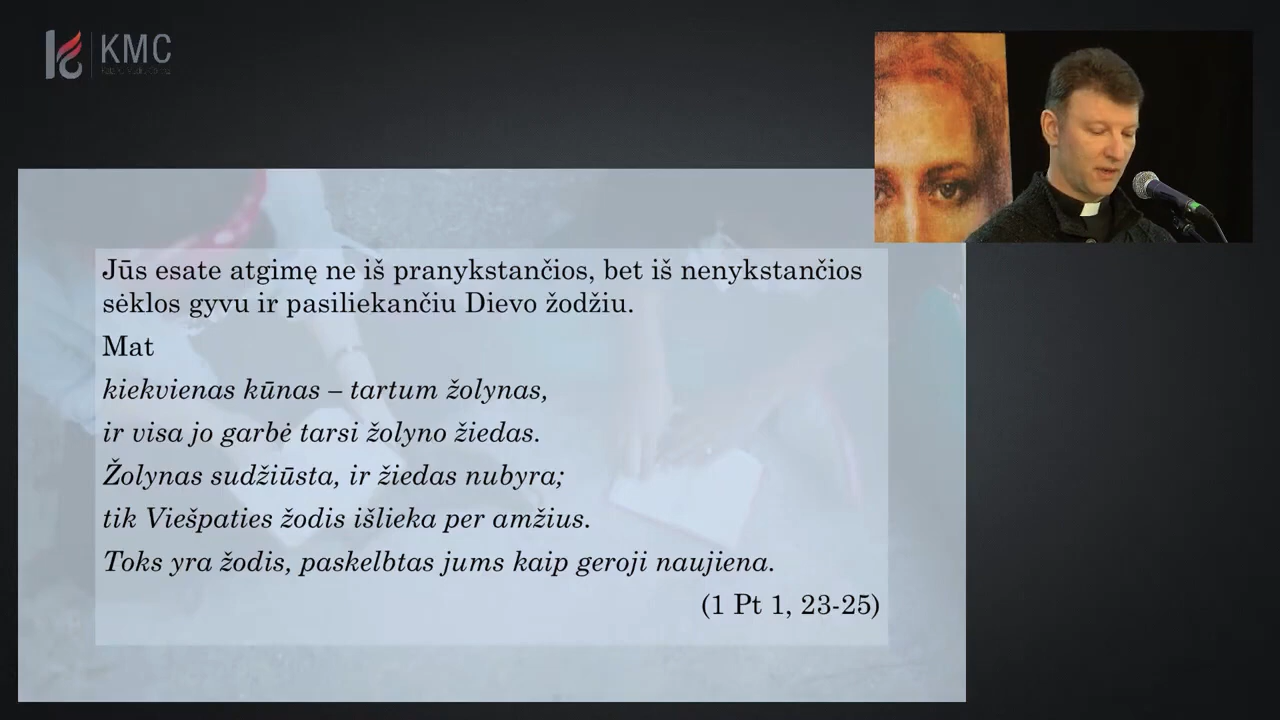 KMC
Jūs esate atgimę ne iš pranykstančios, bet iš nenykstančios
sėklos gyvu ir pasiliekančiu Dievo žodžiu.
Mat
kiekvienas kūnas – tartum žolynas,
ir visa jo garbė tarsi žolyno žiedas.
Žolynas sudžiūsta, ir žiedas nubyra;
tik Viešpaties žodis išlieka per amžius.
Toks yra žodis, paskelbtas jums kaip geroji naujiena.
(1 Pt 1, 23-25)